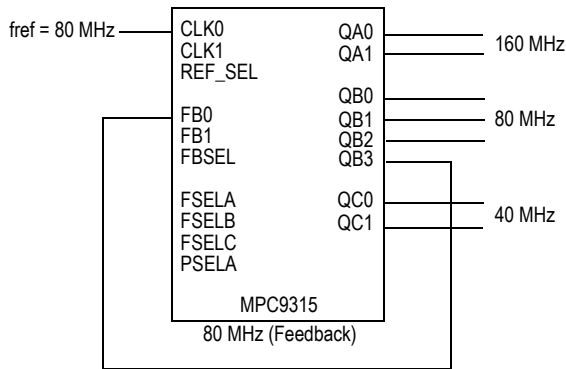 fref = 80 MHz
CLK0
CLK1
REF_SEL
FB0
FB1
FBSEL
FSELA
FSELB
FSELC
PSELA
QA0
QA1
160 MHz
QB0
QB1
QB2
QB3
80 MHz
QC0
QC1
40 MHz
MPC9315
80 MHz (Feedback)